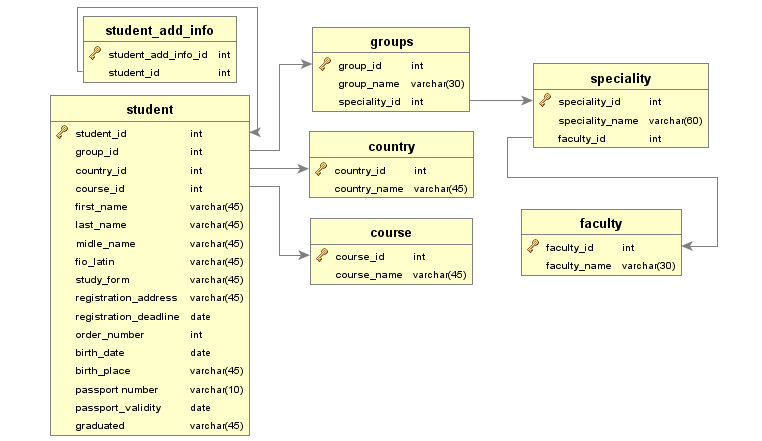 student_add_info
student_add_info_id int
student_id int
student
student_id int
group_id int
country_id int
course_id int
first_name varchar(45)
last_name varchar(45)
midle_name varchar(45)
fio_latin varchar(45)
study_form varchar(45)
registration_address varchar(45)
registration_deadline date
order_number int
birth_date date
birth_place varchar(45)
passport number varchar(10)
passport_validity date
graduated varchar(45)
groups
group_id int
group_name varchar(30)
speciality_id int
country
country_id int
country_name varchar(45)
course
course_id int
course_name varchar(45)
speciality
speciality_id int
speciality_name varchar(60)
faculty_id int
faculty
faculty_id int
faculty_name varchar(30)